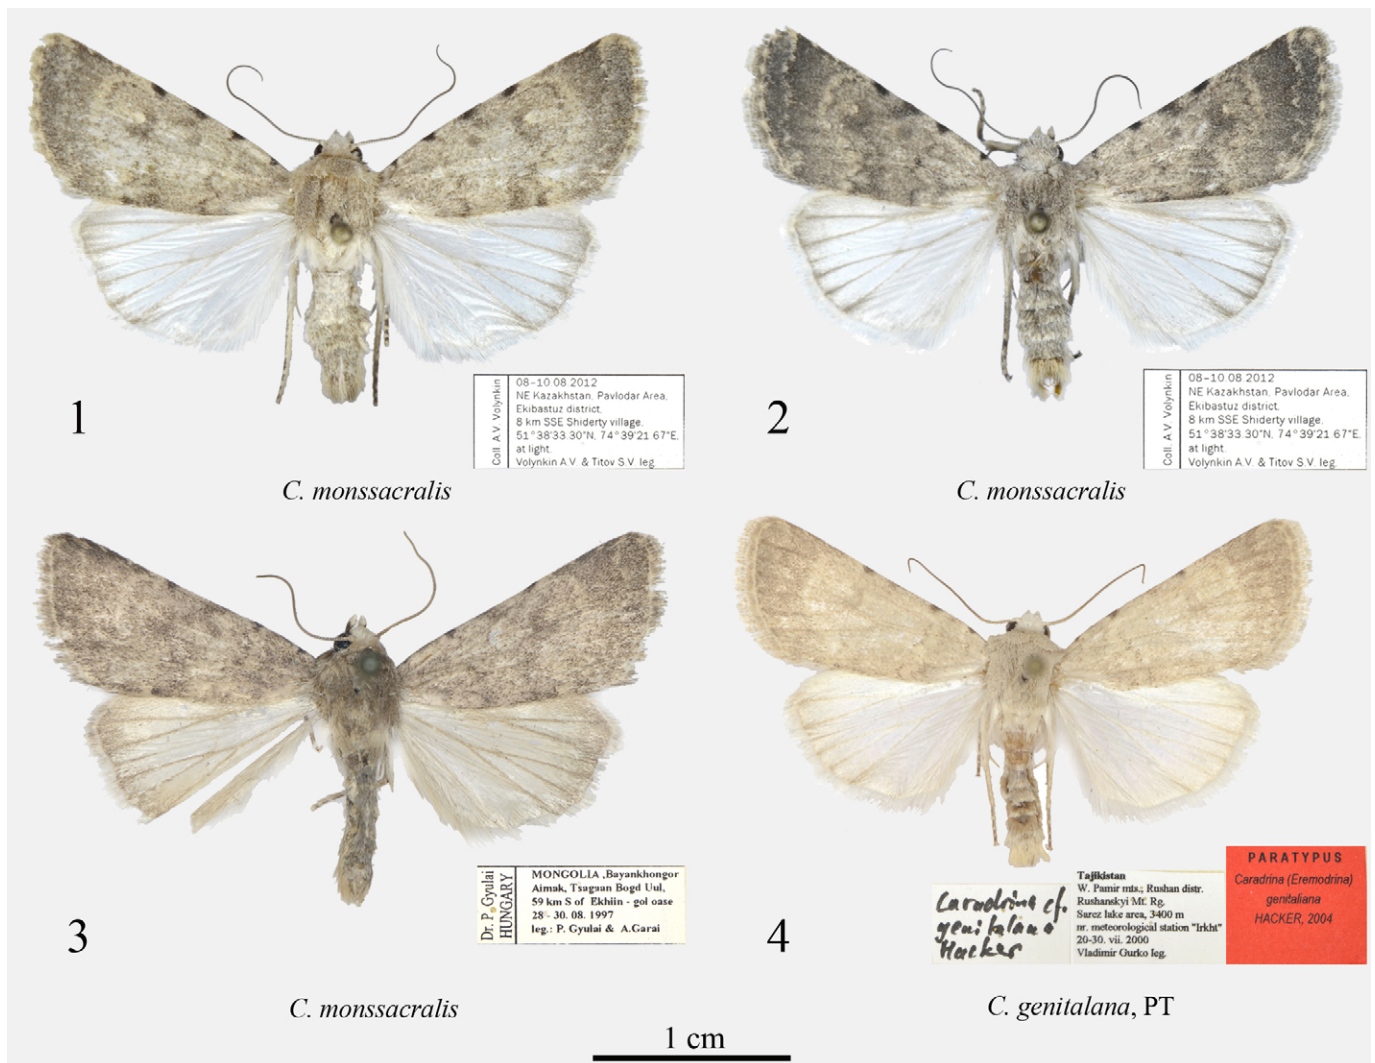 1
Coll. A.V. Volynkin
08-10 08 2012
NE Kazakhstan, Pavlodar Area,
Ekibastuz district,
8 km SSE Shiderty village,
51°38'33.30"N, 74°39'21 67"E,
at light.
Volynkin A.V. & Titov S.V. leg.
C. monssacralis
2
Coll. A.V. Volynkin
08-10 08 2012
NE Kazakhstan, Pavlodar Area,
Ekibastuz district,
8 km SSE Shiderty village,
51°38'33.30"N, 74°39'21 67"E,
at light.
Volynkin A.V. & Titov S.V. leg.
C. monssacralis
3
Dr. P. Gyulai
HUNGARY
MONGOLIA ,Bayankhongor
Aimak, Tsagaan Bogd Uul,
59 km S of Ekhiin - gol oase
28 - 30. 08. 1997
leg.: P. Gyulai & A.Garai
C. monssacralis
4
Caradrina cf.
genitalana
Hacker
Tajikistan
W. Pamir mts.; Rushan distr.
Rushanskyi Mt. Rg.
Sarez lake area, 3400 m
nr. meteorological station "Irkht"
20-30. vii. 2000
Vladimir Gurko leg.
PARATYPUS
Caradrina (Eremodrina)
genitaliana
HACKER, 2004
C. genitalana, PT
1 cm